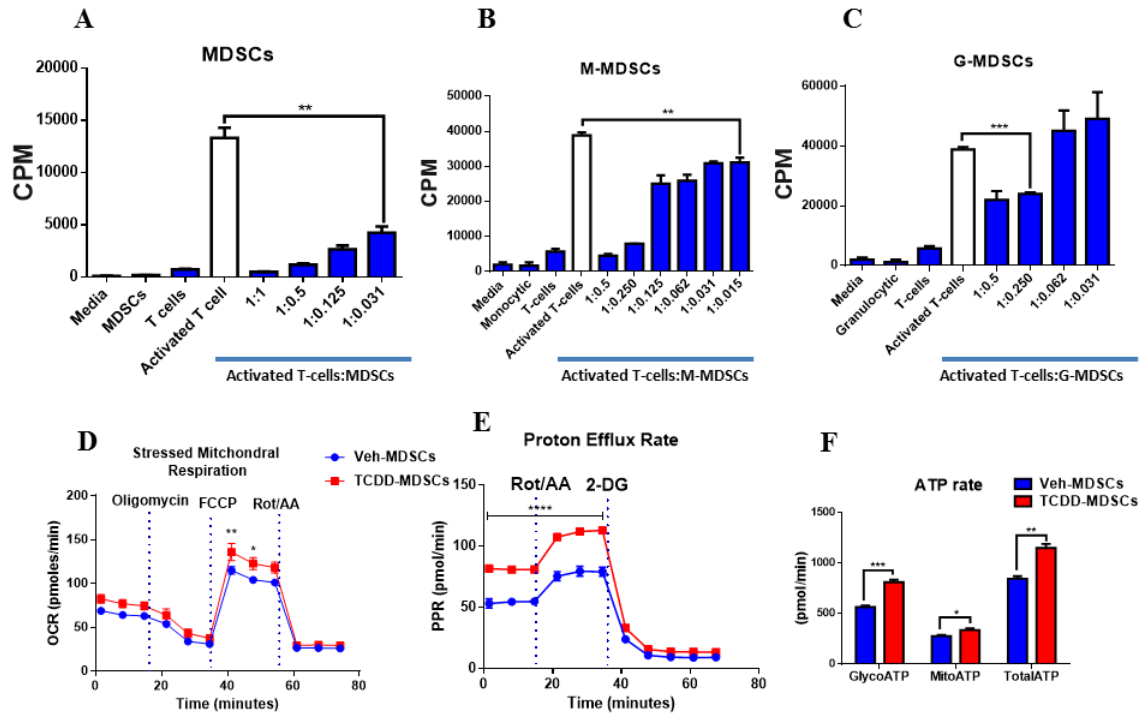 A
MDSCs
CPM
20000
15000
10000
5000
0
**
Media
MDSCs
T cells
Activated T cell
1:1
1:0.5
1:0.125
1:0.031
Activated T-cells:MDSCs
B
M-MDSCs
CPM
50000
40000
30000
20000
10000
0
**
Media
Monocytic
T-cells
Activated T-cells
1:0.5
1:0.250
1:0.125
1:0.062
1:0.031
1:0.015
Activated T-cells:M-MDSCs
C
G-MDSCs
CPM
60000
40000
20000
0
***
Media
Granulocytic
T-cells
Activated T-cells
1:0.5
1:0.250
1:0.062
1:0.031
Activated T-cells:G-MDSCs
D
Stressed Mitchondral
Respiration
Veh-MDSCs
TCDD-MDSCs
Oligomycin
FCCP
Rot/AA
OCR (pmoles/min)
200
150
100
50
0
** *
0 20 40 60 80
Time (minutes)
E
Proton Efflux Rate
Rot/AA
2-DG
****
PPR (pmol/min)
150
100
50
0
0 20 40 60 80
Time (minutes)
F
Veh-MDSCs
TCDD-MDSCs
ATP rate
(pmol/min)
1500
1000
500
0
***
*
**
GlycoATP
MitoATP
TotalATP